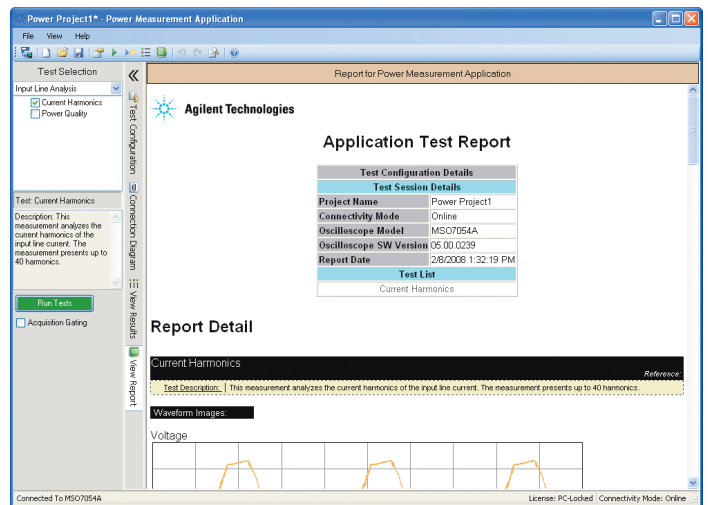 Power Project1* - Power Measurement Application
File View Help
Test Selection
Input Line Analysis
Current Harmonics
Power Quality
Test: Current Harmonics
Description: This
measurement analyzes the
current harmonics of the
input line current. The
measurement presents up to
40 harmonics.
Run Tests
Acquisition Gating
Test Configuration
Connection Diagram
View Results
View Report
Report for Power Measurement Application
Agilent Technologies
Application Test Report
Test Configuration Details
Test Session Details
Project Name Power Project1
Connectivity Mode Online
Oscilloscope Model MSO7054A
Oscilloscope SW Version 05.00.0239
Report Date 2/8/2008 1:32:19 PM
Test List
Current Harmonics
Report Detail
Current Harmonics
Reference:
Test Description: This measurement analyzes the current harmonics of the input line current. The measurement presents up to 40 harmonics.
Waveform Images:
Voltage
Connected To MSO7054A
License: PC-Locked Connectivity Mode: Online